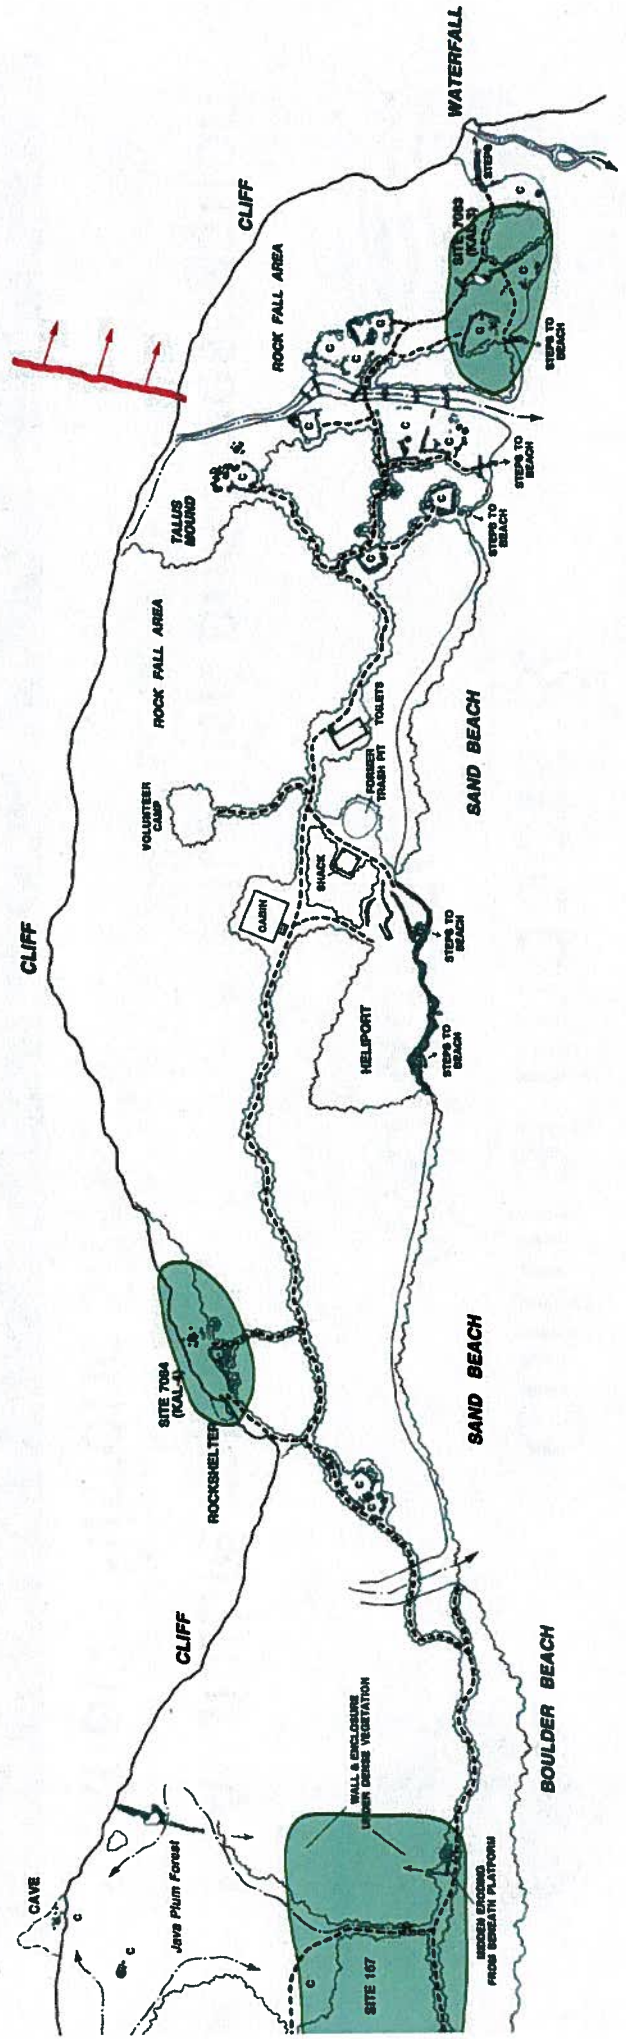 CAVE
C
C
Java Plum Forest
CLIFF
WALL & ENCLOSURE
UNDER DENSE VEGETATION
C
SITE 167
MIDDEN ERODING
FROM BENEATH PLATFORM
BOULDER BEACH
SITE 7084
(KAL-4)
ROCKSHELTER
C
C
SAND BEACH
CLIFF
HELIPORT
STEPS TO
BEACH
STEPS TO
BEACH
CABIN
SHACK
VOLUNTEER
CAMP
FORMER
TRASH PIT
TOILETS
SAND BEACH
ROCK FALL AREA
TALUS
MOUND
C
C
C
C
C
C
STEPS TO
BEACH
STEPS TO
BEACH
CLIFF
ROCK FALL AREA
C
C
C
SITE 7083
(KAL-3)
C
C
C
STEPS TO
BEACH
STEPS
WATERFALL